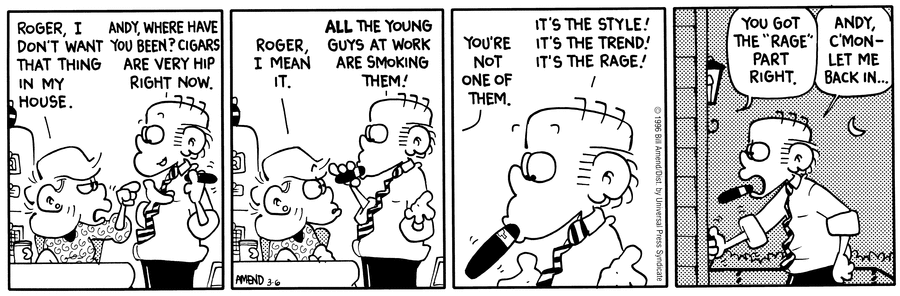 ROGER, I
DON'T WANT
THAT THING
IN MY
HOUSE.
ANDY, WHERE HAVE
YOU BEEN? CIGARS
ARE VERY HIP
RIGHT NOW.
ROGER,
I MEAN
IT.
ALL THE YOUNG
GUYS AT WORK
ARE SMOKING
THEM!
AMEND 3-6
YOU'RE
NOT
ONE OF
THEM.
IT'S THE STYLE!
IT'S THE TREND!
IT'S THE RAGE!
© 1996 Bill Amend/Dist. by Universal Press Syndicate
YOU GOT
THE "RAGE"
PART
RIGHT.
ANDY,
C'MON–
LET ME
BACK IN...